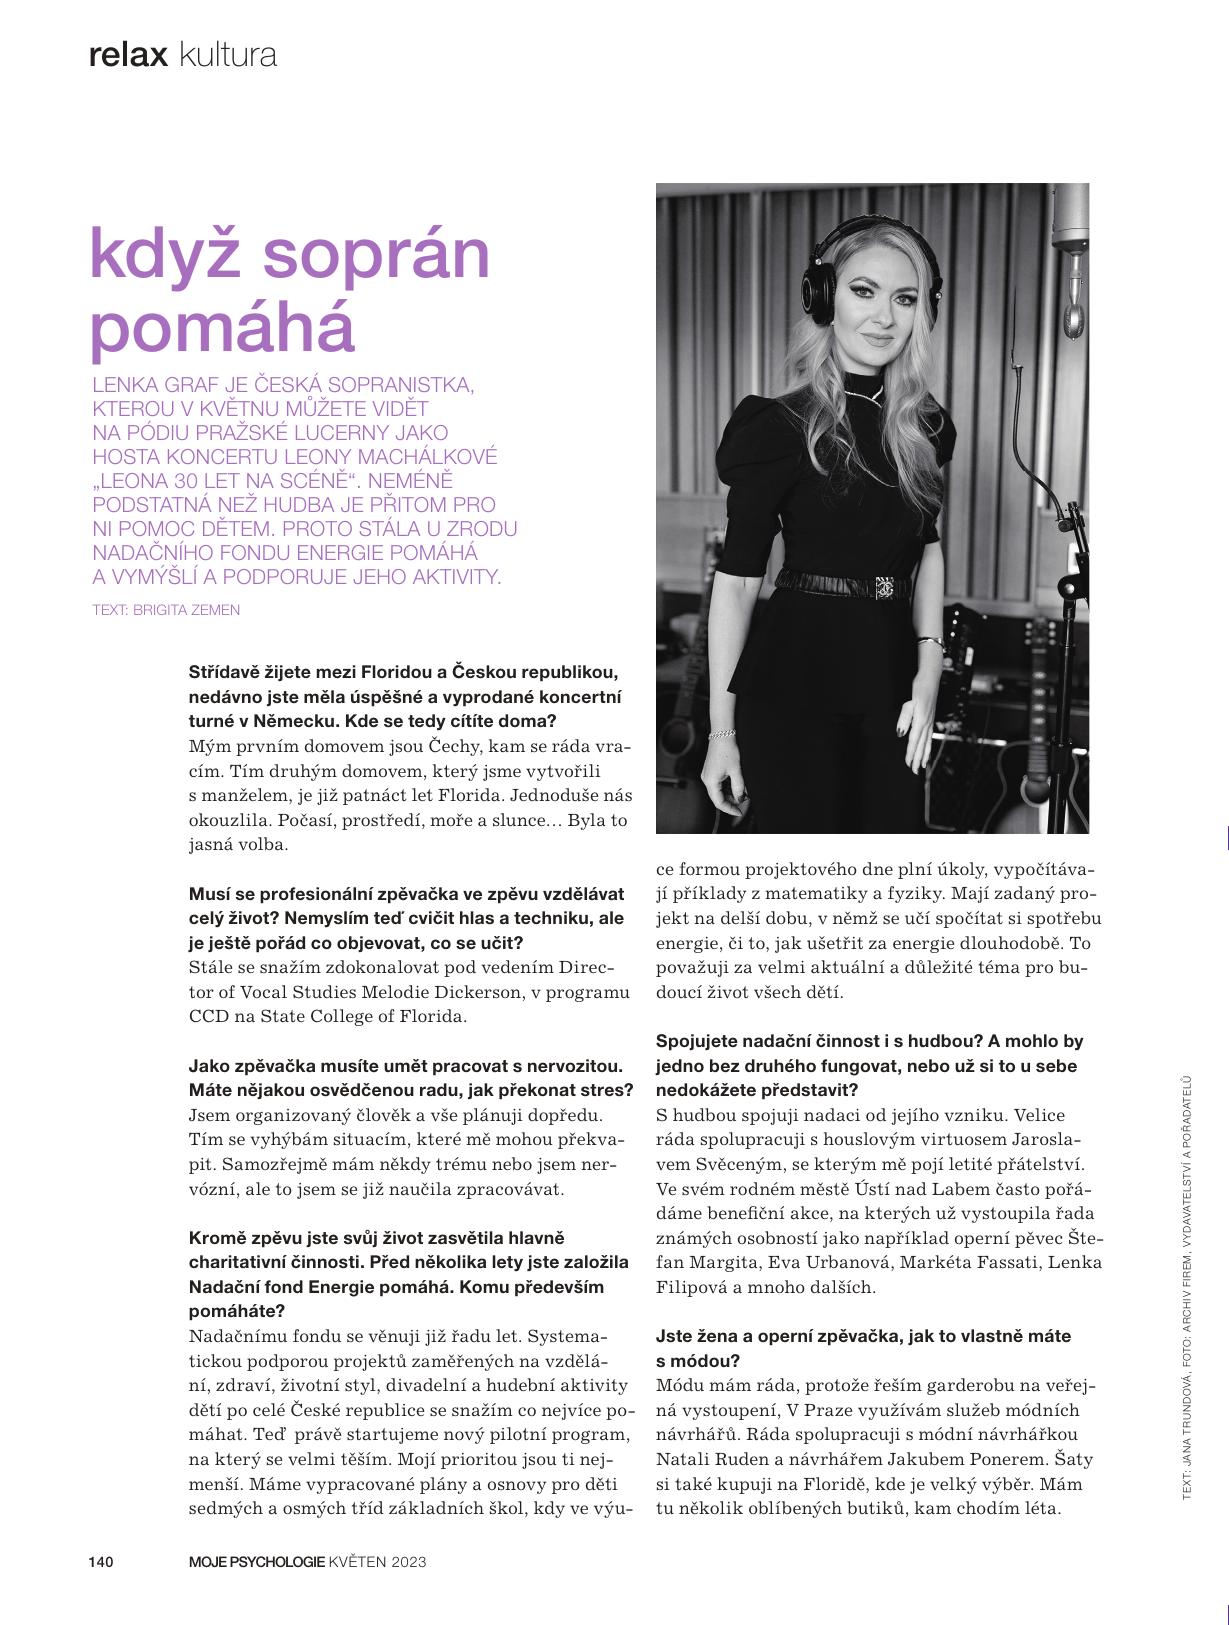 relax kultura
když soprán
pomáhá
LENKA GRAF JE ČESKÁ SOPRANISTKA,
KTEROU V KVĚTNU MŮŽETE VIDĚT
NA PÓDIU PRAŽSKÉ LUCERNY JAKO
HOSTA KONCERTU LEONY MACHÁLKOVÉ
„LEONA 30 LET NA SCÉNĚ“. NEMÉNĚ
PODSTATNÁ NEŽ HUDBA JE PŘITOM PRO
NI POMOC DĚTEM. PROTO STÁLA U ZRODU
NADAČNÍHO FONDU ENERGIE POMÁHÁ
A VYMÝŠLÍ A PODPORUJE JEHO AKTIVITY.
TEXT: BRIGITA ZEMEN
Střídavě žijete mezi Floridou a Českou republikou,
nedávno jste měla úspěšné a vyprodané koncertní
turné v Německu. Kde se tedy cítíte doma?
Mým prvním domovem jsou Čechy, kam se ráda vra-
cím. Tím druhým domovem, který jsme vytvořili
s manželem, je již patnáct let Florida. Jednoduše nás
okouzlila. Počasí, prostředí, moře a slunce… Byla to
jasná volba.
Musí se profesionální zpěvačka ve zpěvu vzdělávat
celý život? Nemyslím teď cvičit hlas a techniku, ale
je ještě pořád co objevovat, co se učit?
Stále se snažím zdokonalovat pod vedením Direc-
tor of Vocal Studies Melodie Dickerson, v programu
CCD na State College of Florida.
Jako zpěvačka musíte umět pracovat s nervozitou.
Máte nějakou osvědčenou radu, jak překonat stres?
Jsem organizovaný člověk a vše plánuji dopředu.
Tím se vyhýbám situacím, které mě mohou překva-
pit. Samozřejmě mám někdy trému nebo jsem ner-
vózní, ale to jsem se již naučila zpracovávat.
Kromě zpěvu jste svůj život zasvětila hlavně
charitativní činnosti. Před několika lety jste založila
Nadační fond Energie pomáhá. Komu především
pomáháte?
Nadačnímu fondu se věnuji již řadu let. Systema-
tickou podporou projektů zaměřených na vzdělá-
ní, zdraví, životní styl, divadelní a hudební aktivity
dětí po celé České republice se snažím co nejvíce po-
máhat. Teď právě startujeme nový pilotní program,
na který se velmi těším. Mojí prioritou jsou ti nej-
menší. Máme vypracované plány a osnovy pro děti
sedmých a osmých tříd základních škol, kdy ve výu-
ce formou projektového dne plní úkoly, vypočítáva-
jí příklady z matematiky a fyziky. Mají zadaný pro-
jekt na delší dobu, v němž se učí spočítat si spotřebu
energie, či to, jak ušetřit za energie dlouhodobě. To
považuji za velmi aktuální a důležité téma pro bu-
doucí život všech dětí.
Spojujete nadační činnost i s hudbou? A mohlo by
jedno bez druhého fungovat, nebo už si to u sebe
nedokážete představit?
S hudbou spojuji nadaci od jejího vzniku. Velice
ráda spolupracuji s houslovým virtuosem Jarosla-
vem Svěceným, se kterým mě pojí letité přátelství.
Ve svém rodném městě Ústí nad Labem často pořá-
dáme benefiční akce, na kterých už vystoupila řada
známých osobností jako například operní pěvec Ště-
fan Margita, Eva Urbanová, Markéta Fassati, Lenka
Filipová a mnoho dalších.
Jste žena a operní zpěvačka, jak to vlastně máte
s módou?
Módu mám ráda, protože řeším garderobu na veřej-
ná vystoupení, V Praze využívám služeb módních
návrhářů. Ráda spolupracuji s módní návrhářkou
Natali Ruden a návrhářem Jakubem Ponerem. Šaty
si také kupuji na Floridě, kde je velký výběr. Mám
tu několik oblíbených butiků, kam chodím léta.
TEXT: JANA TRUNDOVÁ, FOTO: ARCHIV FIREM, VYDAVATELSTVÍ A POŘADATELŮ
140 MOJE PSYCHOLOGIE KVĚTEN 2023